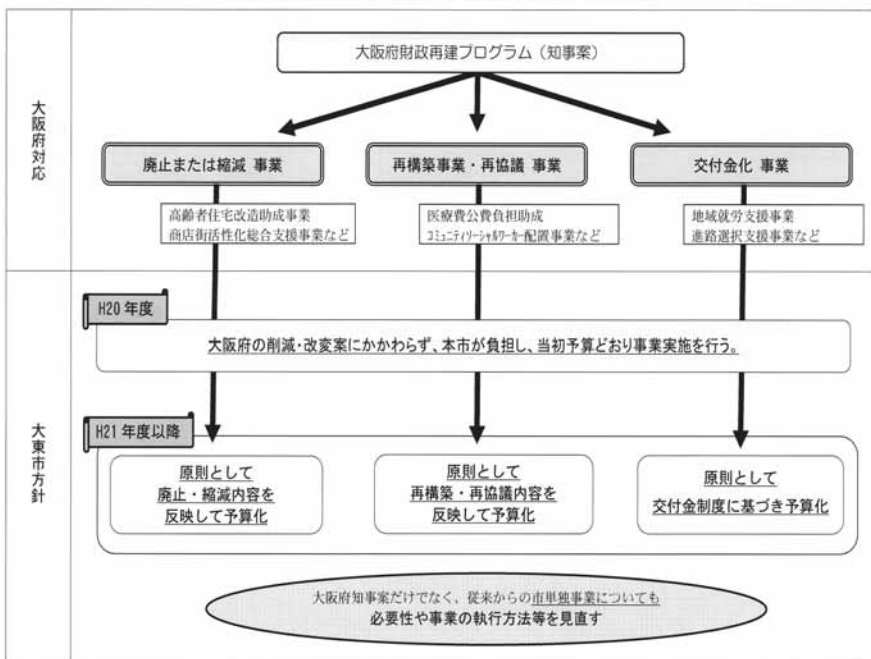 大阪府財政再建プログラム（知事案）
大阪府対応
廃止または縮減 事業
再構築事業・再協議 事業
交付金化 事業
高齢者住宅改造助成事業
商店街活性化総合支援事業など
医療費公費負担助成
ｺﾐｭﾆﾃｨｿｰｼｬﾙﾜｰｶｰ配置事業など
地域就労支援事業
進路選択支援事業など
大東市方針
H20 年度
大阪府の削減・改変案にかかわらず、本市が負担し、当初予算どおり事業実施を行う。
H21 年度以降
原則として
廃止・縮減内容を
反映して予算化
原則として
再構築・再協議内容を
反映して予算化
原則として
交付金制度に基づき予算化
大阪府知事案だけでなく、従来からの市単独事業についても
必要性や事業の執行方法等を見直す